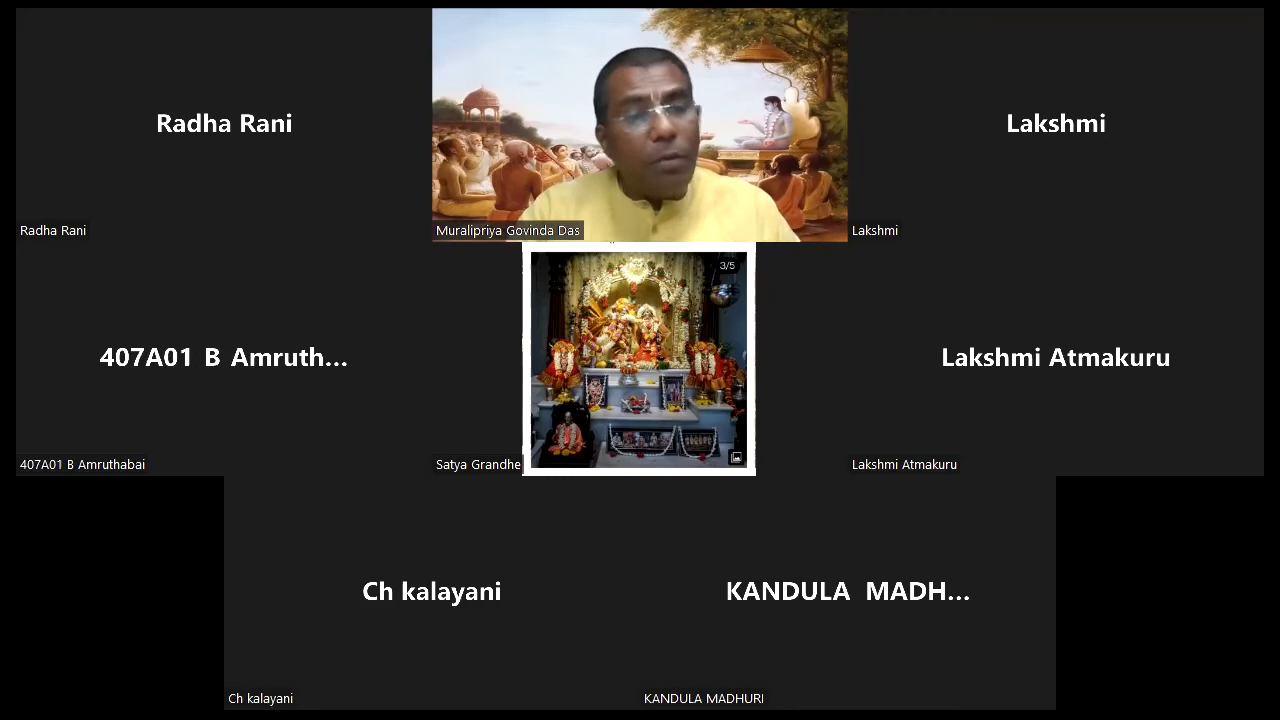 Radha Rani
Radha Rani
Muralipriya Govinda Das
Lakshmi
Lakshmi
407A01 B Amruth...
407A01 B Amruthabai
3/5
Satya Grandhe
Lakshmi Atmakuru
Lakshmi Atmakuru
Ch kalayani
Ch kalayani
KANDULA MADH...
KANDULA MADHURI